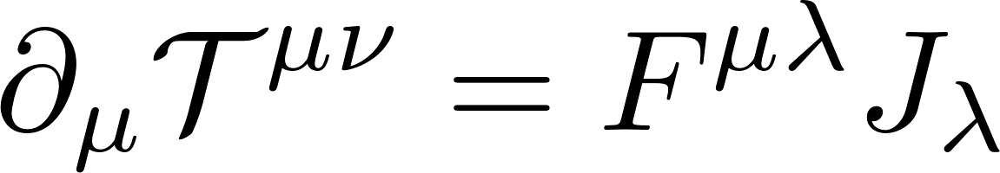 ∂_μ 𝒯^{μν} = F^{μλ} J_λ